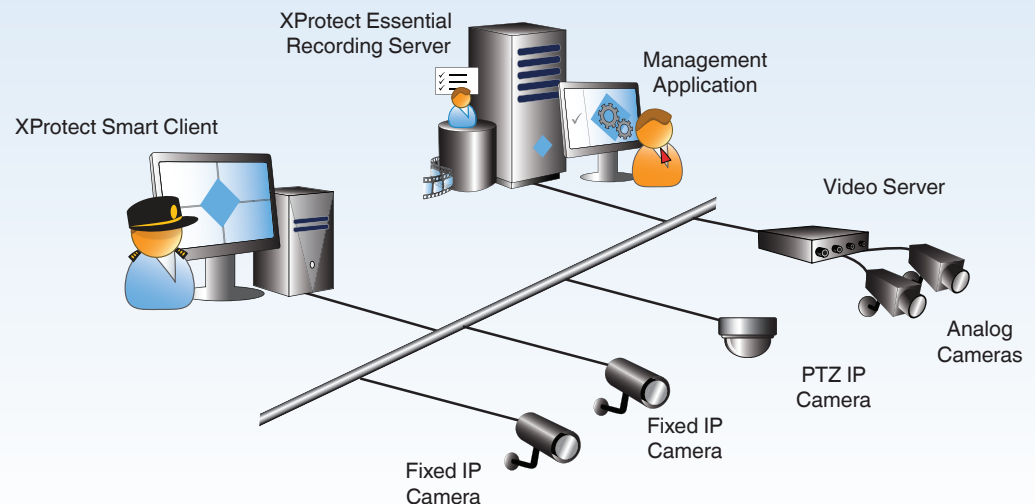 XProtect Essential
Recording Server
Management
Application
XProtect Smart Client
Video Server
Analog
Cameras
PTZ IP
Camera
Fixed IP
Camera
Fixed IP
Camera